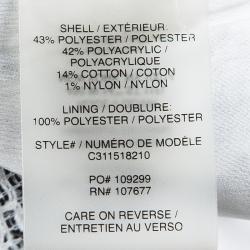 SHELL / EXTÉRIEUR:
43% POLYESTER / POLYESTER
42% POLYACRYLIC /
POLYACRYLIQUE
14% COTTON / COTON
1% NYLON / NYLON
LINING / DOUBLURE:
100% POLYESTER / POLYESTER
STYLE# / NUMÉRO DE MODÈLE
C311518210
PO# 109299
RN# 107677
CARE ON REVERSE /
ENTRETIEN AU VERSO